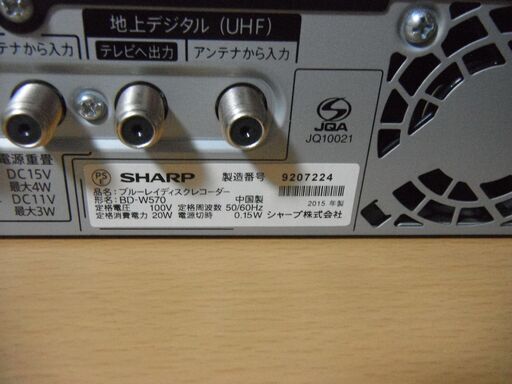 地上デジタル (UHF)
テナから入力 テレビへ出力 アンテナから入力
JQA
JQ10021
電源重畳
DC15V
最大4W
DC11V
最大3W
PS
SHARP 製造番号 9207224
品名: ブルーレイディスクレコーダー
形名: BD-W570 中国製 2015 年製
定格電圧 100V 定格周波数 50/60Hz
定格消費電力 20W 電源切時 0.15W シャープ株式会社